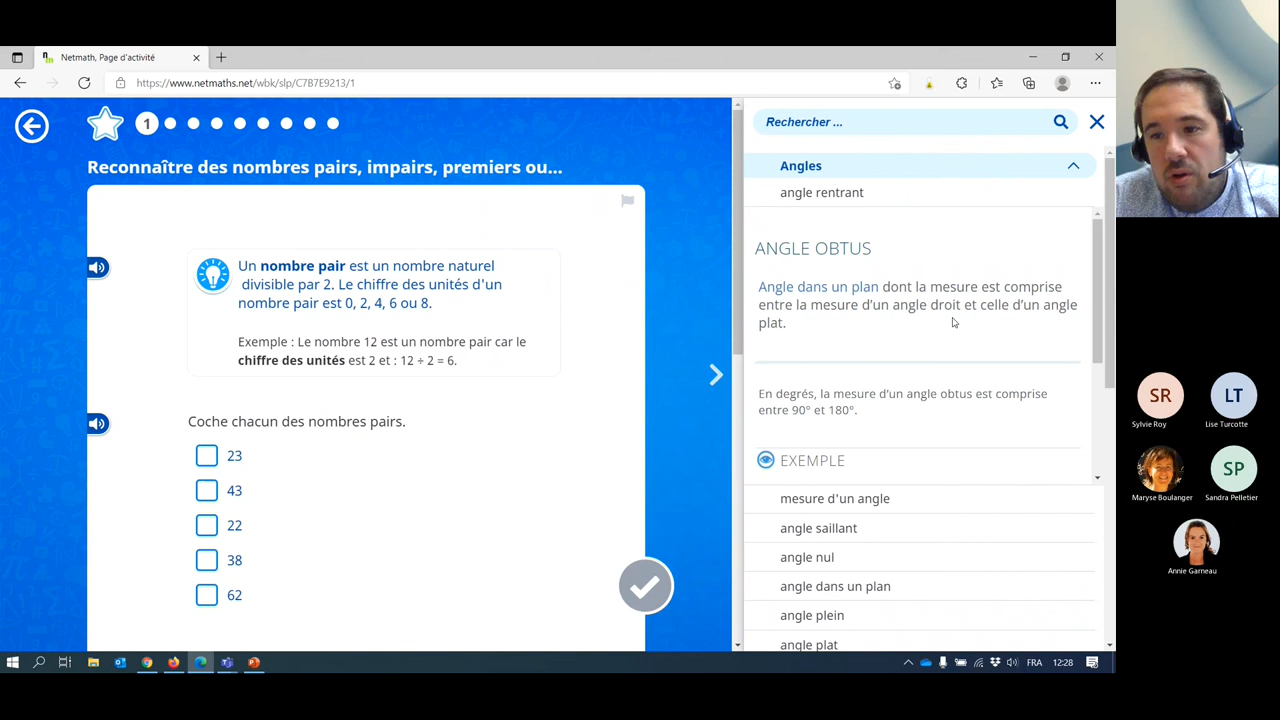 Netmath, Page d'activité
https://www.netmaths.net/wbk/slp/C7B7E9213/1
1
Reconnaître des nombres pairs, impairs, premiers ou...
Un nombre pair est un nombre naturel
divisible par 2. Le chiffre des unités d'un
nombre pair est 0, 2, 4, 6 ou 8.
Exemple : Le nombre 12 est un nombre pair car le
chiffre des unités est 2 et : 12 ÷ 2 = 6.
Coche chacun des nombres pairs.
23
43
22
38
62
Rechercher ...
Angles
angle rentrant
ANGLE OBTUS
Angle dans un plan dont la mesure est comprise
entre la mesure d'un angle droit et celle d'un angle
plat.
En degrés, la mesure d'un angle obtus est comprise
entre 90° et 180°.
EXEMPLE
mesure d'un angle
angle saillant
angle nul
angle dans un plan
angle plein
angle plat
SR
Sylvie Roy
LT
Lise Turcotte
Maryse Boulanger
SP
Sandra Pelletier
Annie Garneau
FRA
12:28